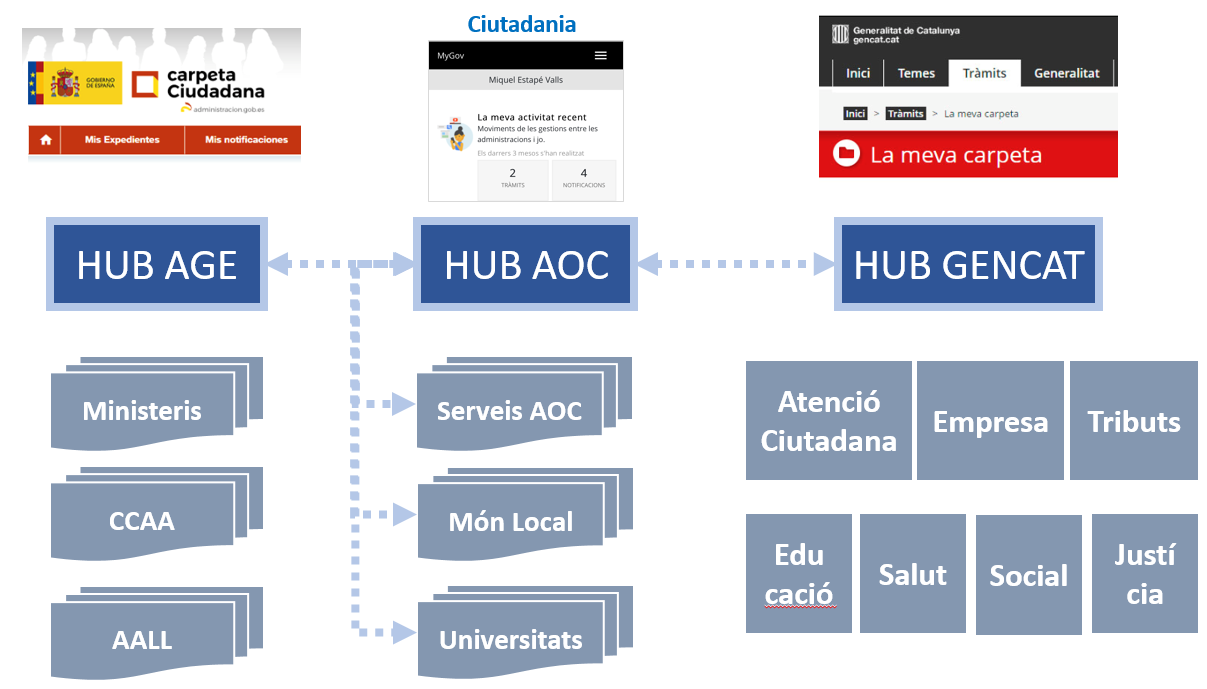 Ciutadania
GOBIERNO
DE ESPAÑA
carpeta
Ciudadana
administracion.gob.es
Mis Expedientes
Mis notificaciones
MyGov
Miquel Estapé Valls
La meva activitat recent
Moviments de les gestions entre les
administracions i jo.
Els darrers 3 mesos s'han realitzat
2
TRÀMITS
4
NOTIFICACIONS
Generalitat de Catalunya
gencat.cat
Inici
Temes
Tràmits
Generalitat
Inici > Tràmits > La meva carpeta
La meva carpeta
HUB AGE
HUB AOC
HUB GENCAT
Ministeris
CCAA
AALL
Serveis AOC
Món Local
Universitats
Atenció
Ciutadana
Empresa
Tributs
Edu
cació
Salut
Social
Justí
cia